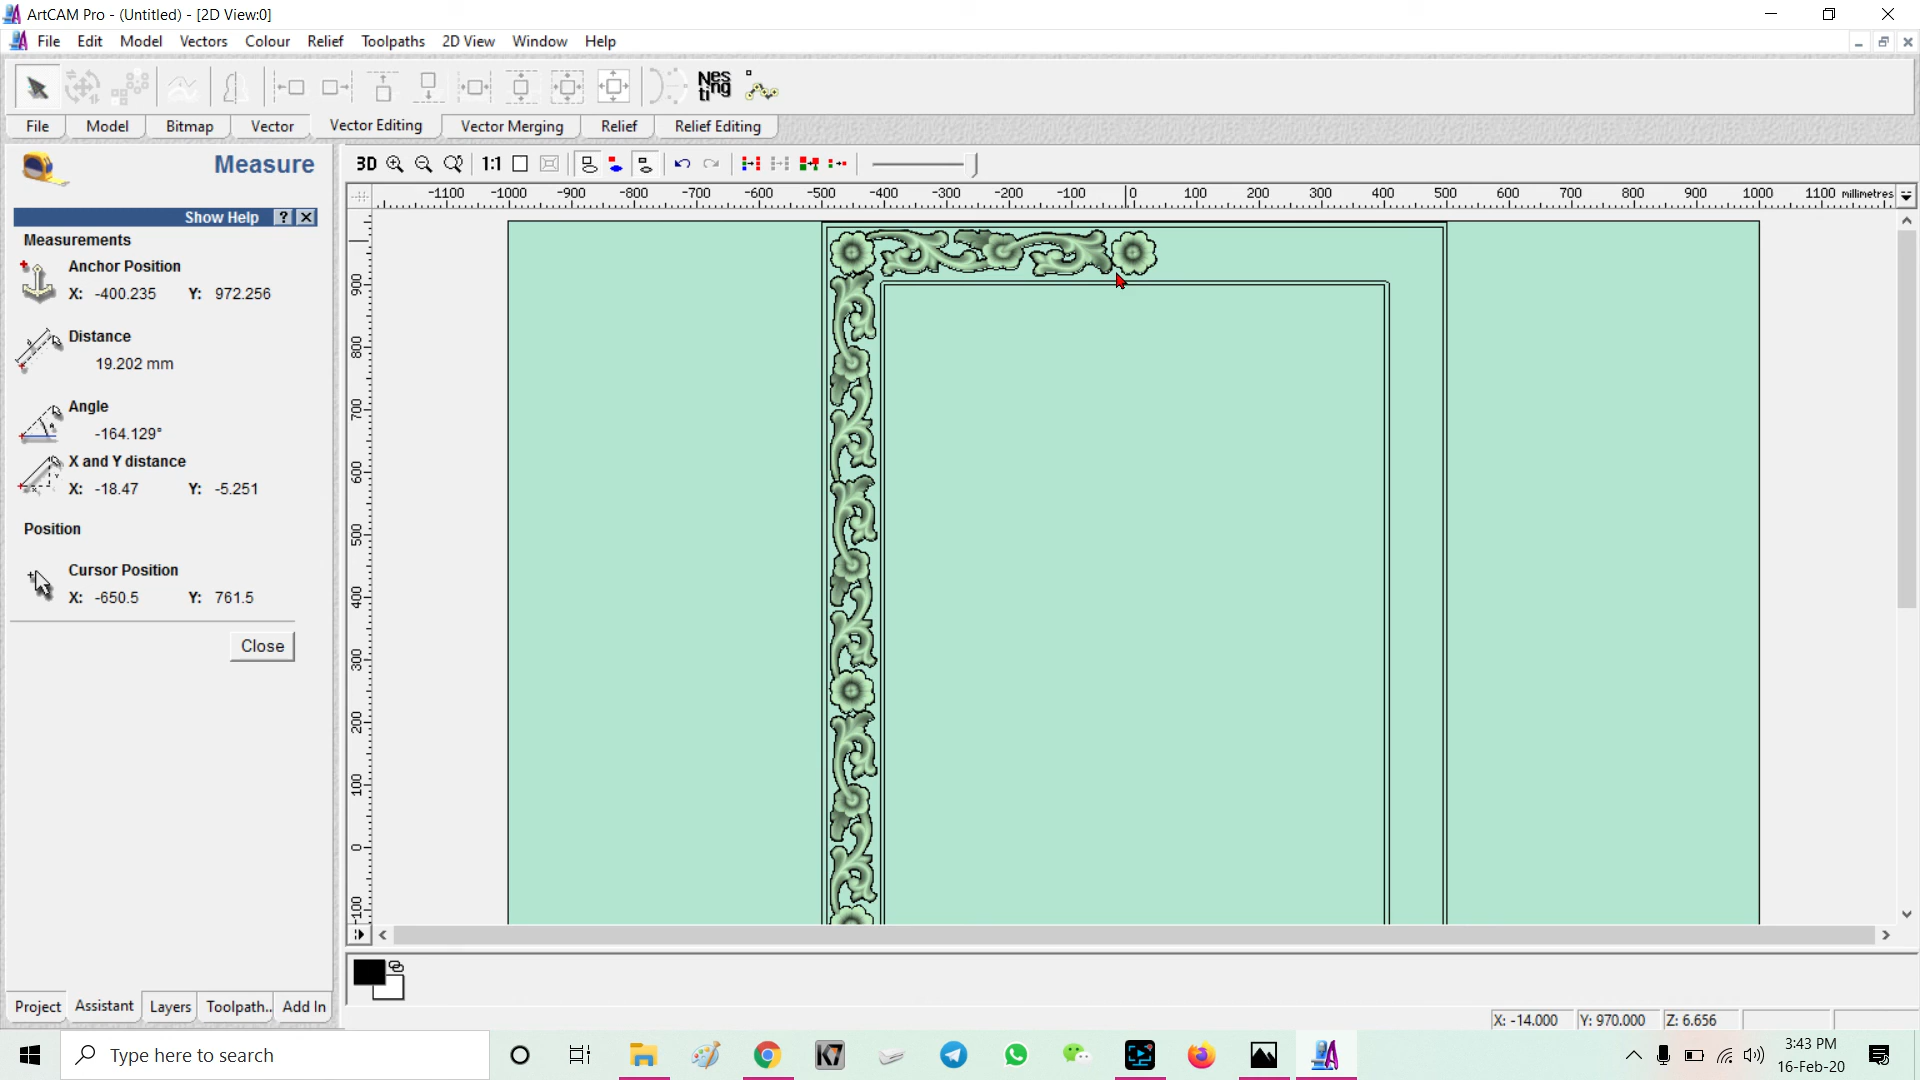 ArtCAM Pro - (Untitled) - [2D View:0]
File Edit Model Vectors Colour Relief Toolpaths 2D View Window Help
Nes
ting
File Model Bitmap Vector Vector Editing Vector Merging Relief Relief Editing
Measure
3D 1:1
-1100 -1000 -900 -800 -700 -600 -500 -400 -300 -200 -100 0 100 200 300 400 500 600 700 800 900 1000 1100 millimetres
Show Help ?
Measurements
Anchor Position
X: -400.235 Y: 972.256
Distance
19.202 mm
Angle
-164.129°
X and Y distance
X: -18.47 Y: -5.251
Position
Cursor Position
X: -650.5 Y: 761.5
Close
900
800
700
600
500
400
300
200
100
0
-100
Project Assistant Layers Toolpath.. Add In
X: -14.000 Y: 970.000 Z: 6.656
Type here to search
K7
3:43 PM
16-Feb-20